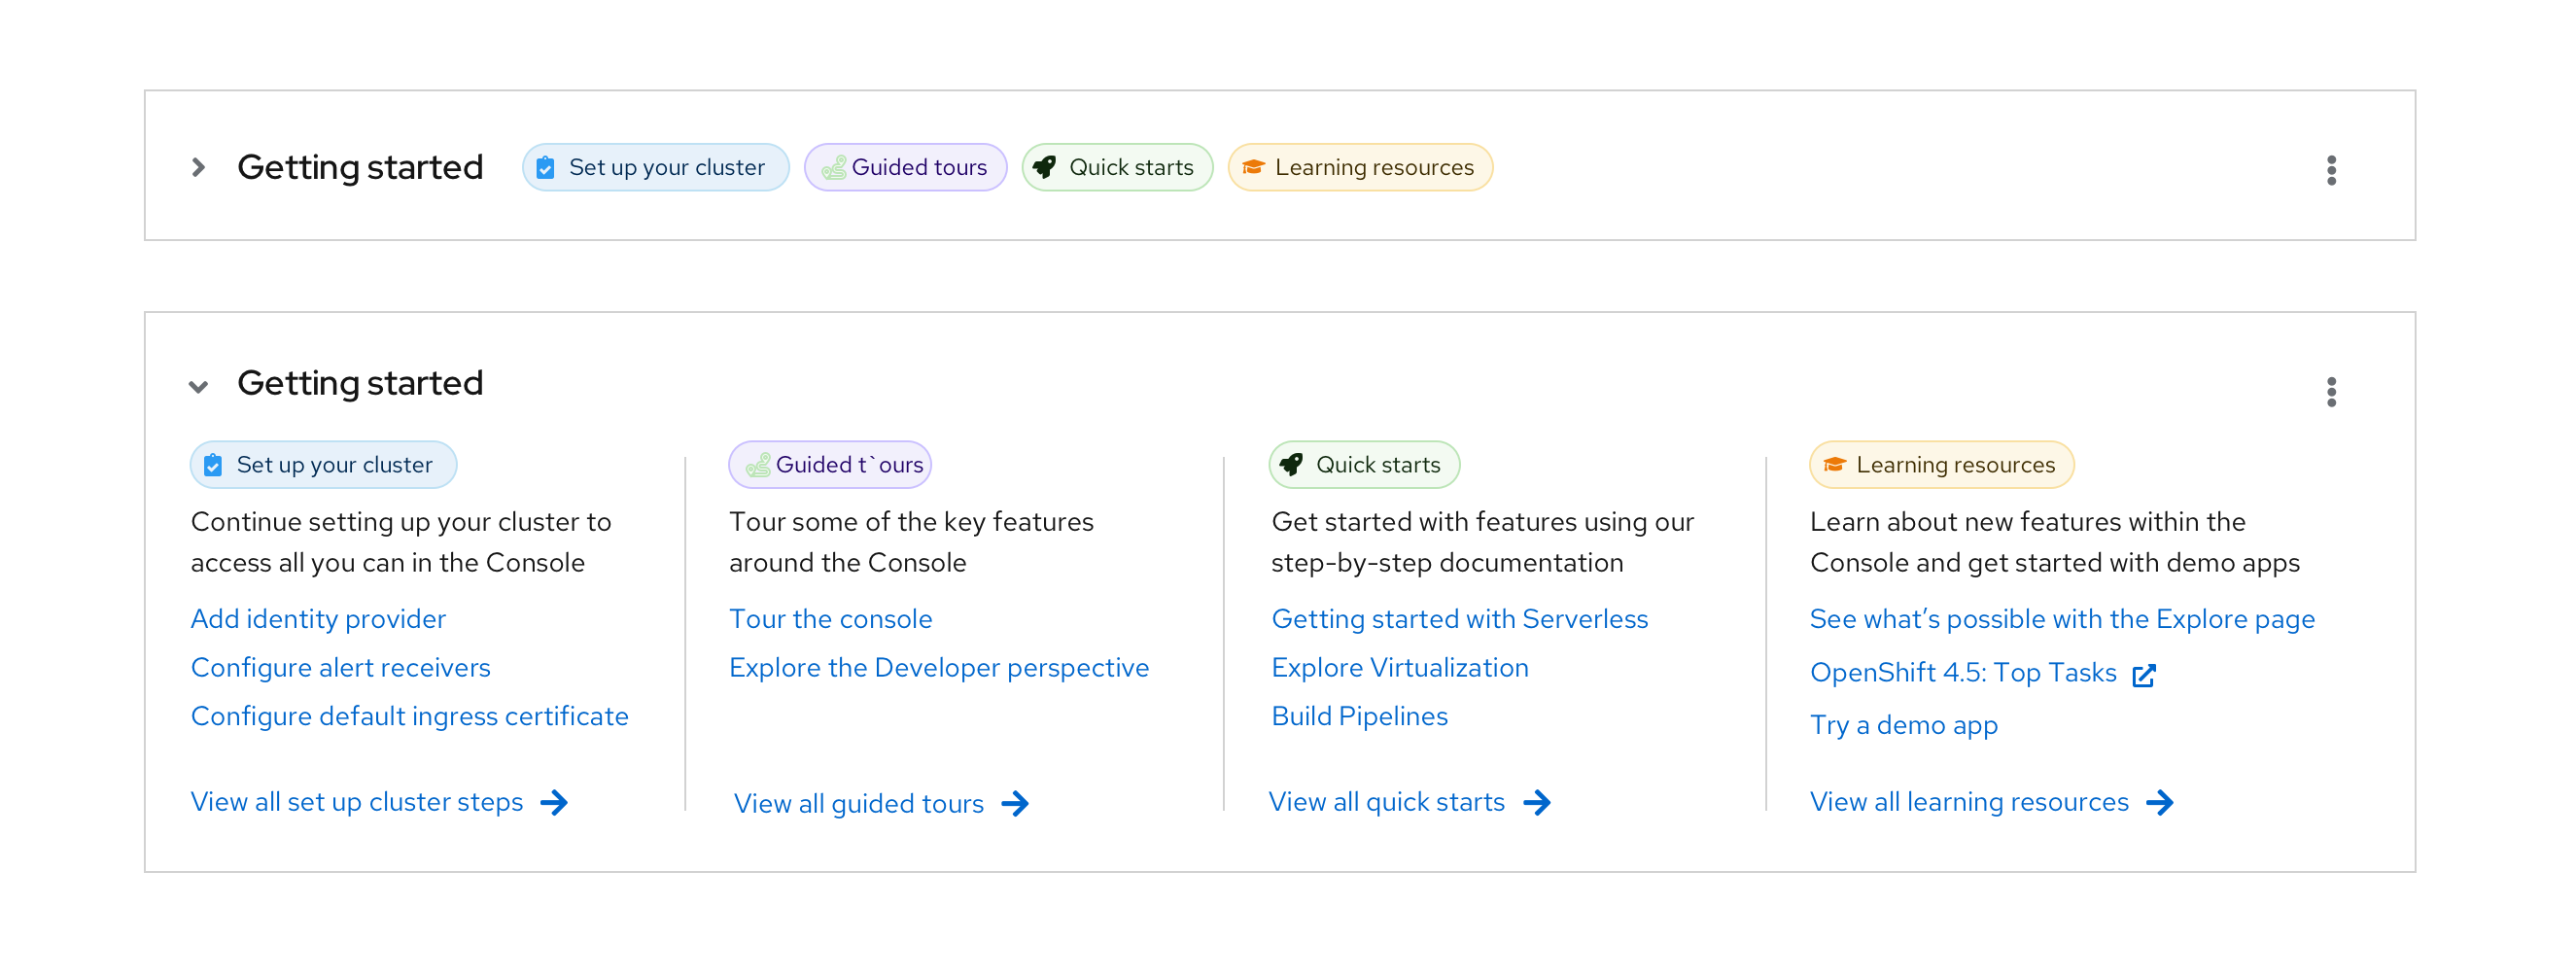 Getting started
Set up your cluster
Guided tours
Quick starts
Learning resources
Getting started
Set up your cluster
Continue setting up your cluster to
access all you can in the Console
Add identity provider
Configure alert receivers
Configure default ingress certificate
View all set up cluster steps
Guided t`ours
Tour some of the key features
around the Console
Tour the console
Explore the Developer perspective
View all guided tours
Quick starts
Get started with features using our
step-by-step documentation
Getting started with Serverless
Explore Virtualization
Build Pipelines
View all quick starts
Learning resources
Learn about new features within the
Console and get started with demo apps
See what’s possible with the Explore page
OpenShift 4.5: Top Tasks
Try a demo app
View all learning resources